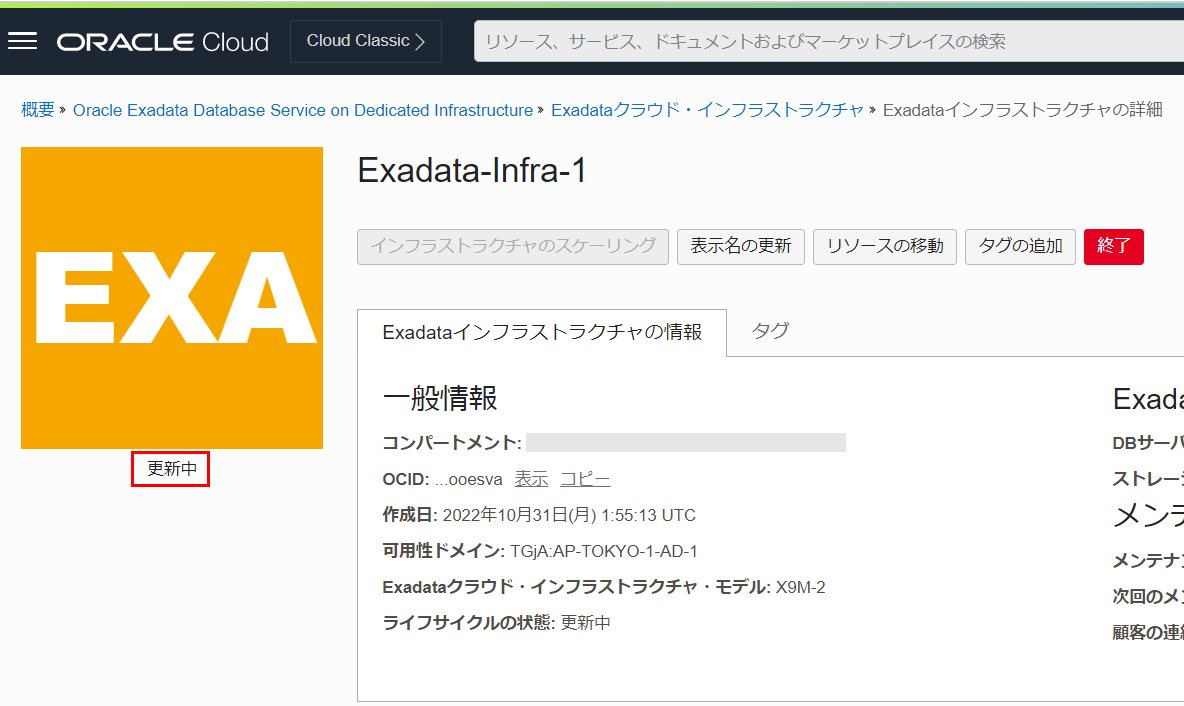 ORACLE Cloud
Cloud Classic
リソース、サービス、ドキュメントおよびマーケットプレイスの検索
概要 » Oracle Exadata Database Service on Dedicated Infrastructure » Exadataクラウド・インフラストラクチャ » Exadataインフラストラクチャの詳細
EXA
更新中
Exadata-Infra-1
インフラストラクチャのスケーリング 表示名の更新 リソースの移動 タグの追加 終了
Exadataインフラストラクチャの情報 タグ
一般情報
コンパートメント:
OCID: ...ooesva 表示 コピー
作成日: 2022年10月31日(月) 1:55:13 UTC
可用性ドメイン: TGjA:AP-TOKYO-1-AD-1
Exadataクラウド・インフラストラクチャ・モデル: X9M-2
ライフサイクルの状態: 更新中
Exada
DBサーバ
ストレー
メン
メンテナ
次回のメ
顧客の連